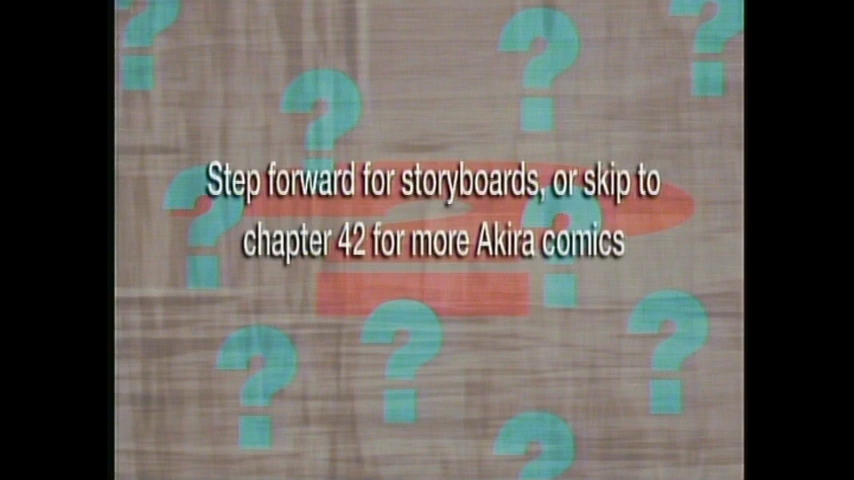 Step forward for storyboards, or skip to
chapter 42 for more Akira comics